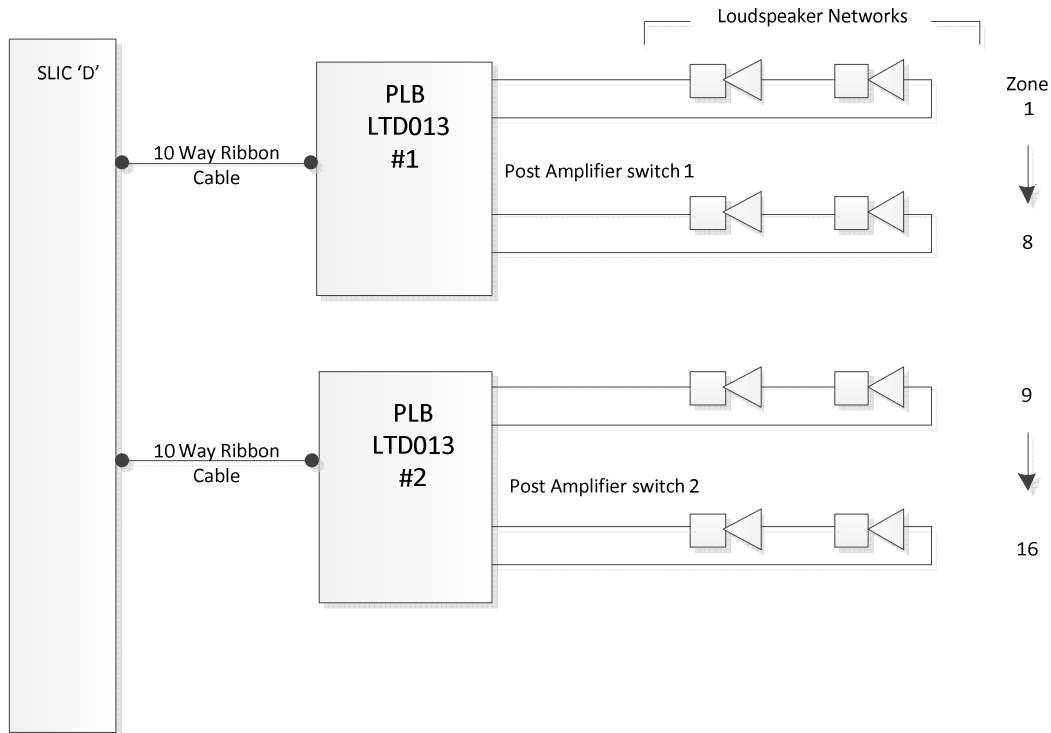 Loudspeaker Networks
SLIC ‘D’
PLB
LTD013
#1
Zone
1
10 Way Ribbon
Cable
Post Amplifier switch 1
8
PLB
LTD013
#2
9
10 Way Ribbon
Cable
Post Amplifier switch 2
16